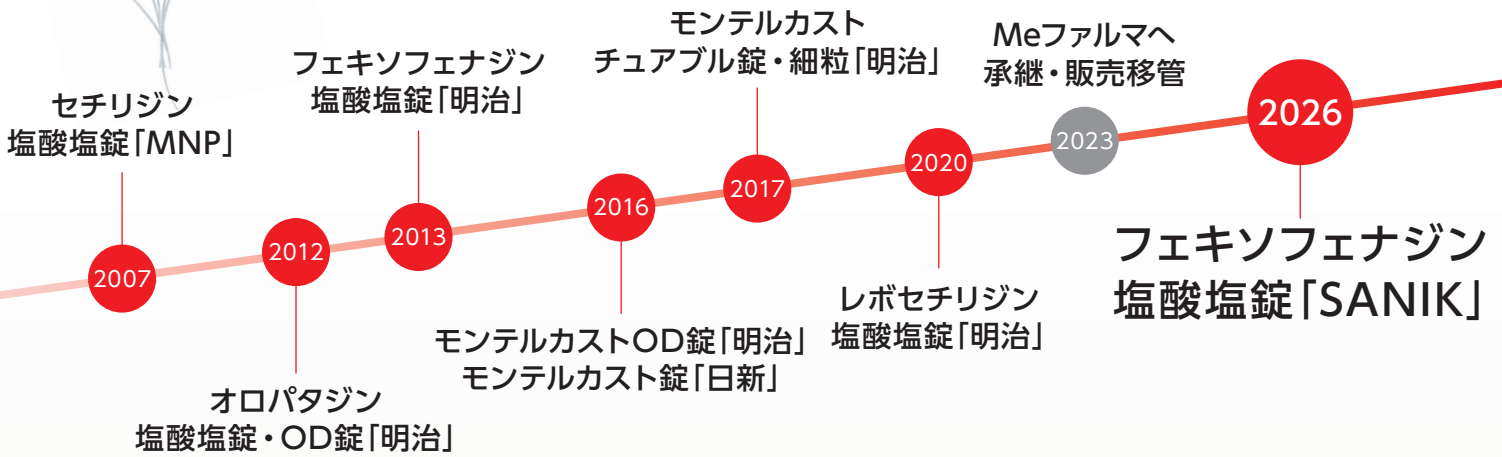 セチリジン
塩酸塩錠「MNP」
2007
2012
オロパタジン
塩酸塩錠・OD錠「明治」
フェキソフェナジン
塩酸塩錠「明治」
2013
2016
モンテルカストOD錠「明治」
モンテルカスト錠「日新」
モンテルカスト
チュアブル錠・細粒「明治」
2017
2020
レボセチリジン
塩酸塩錠「明治」
Meファルマへ
承継・販売移管
2023
2026
フェキソフェナジン
塩酸塩錠「SANIK」